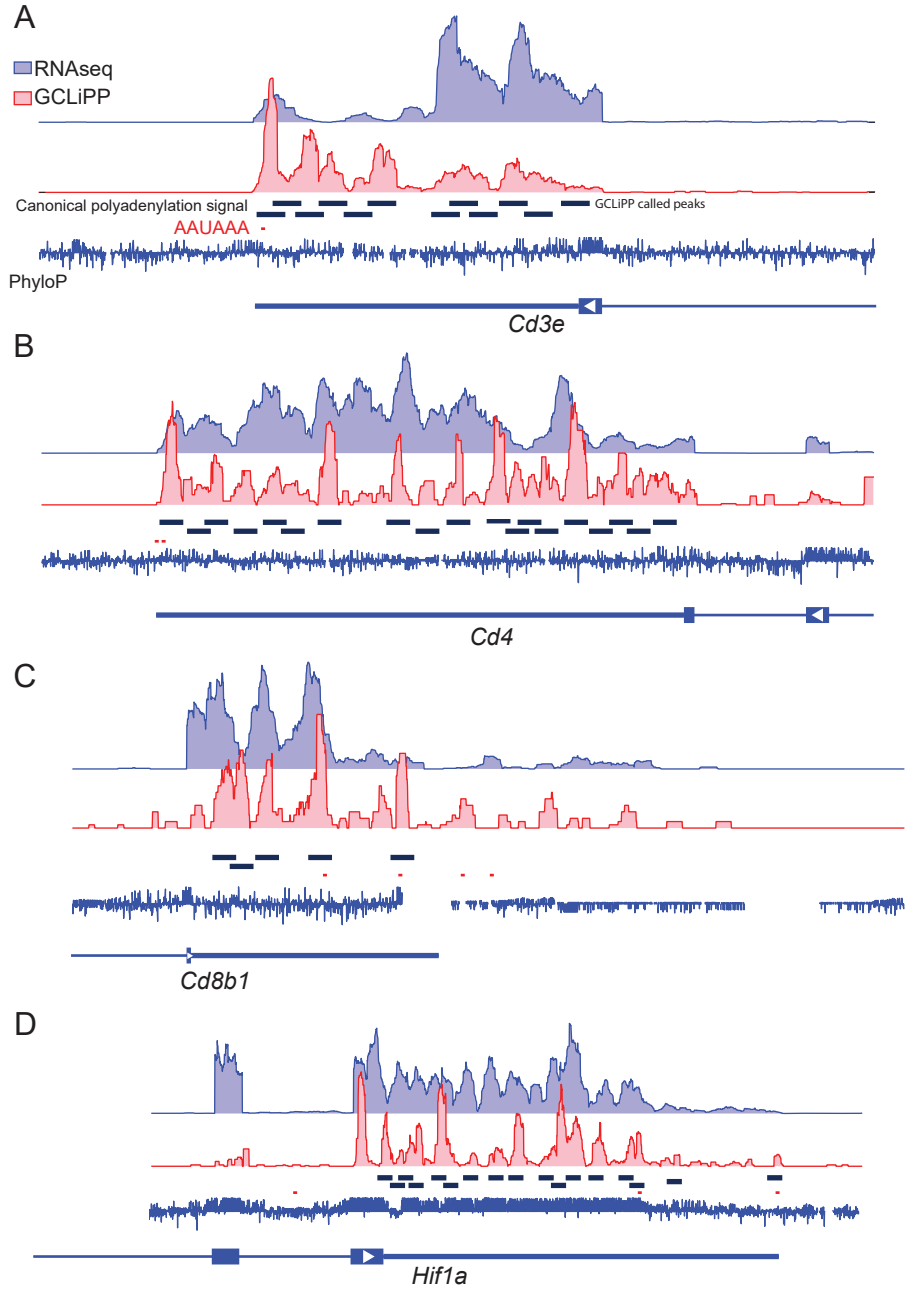 A
RNAseq
GCLiPP
Canonical polyadenylation signal
GCLiPP called peaks
AAUAAA
PhyloP
Cd3e
B
Cd4
C
Cd8b1
D
Hif1a